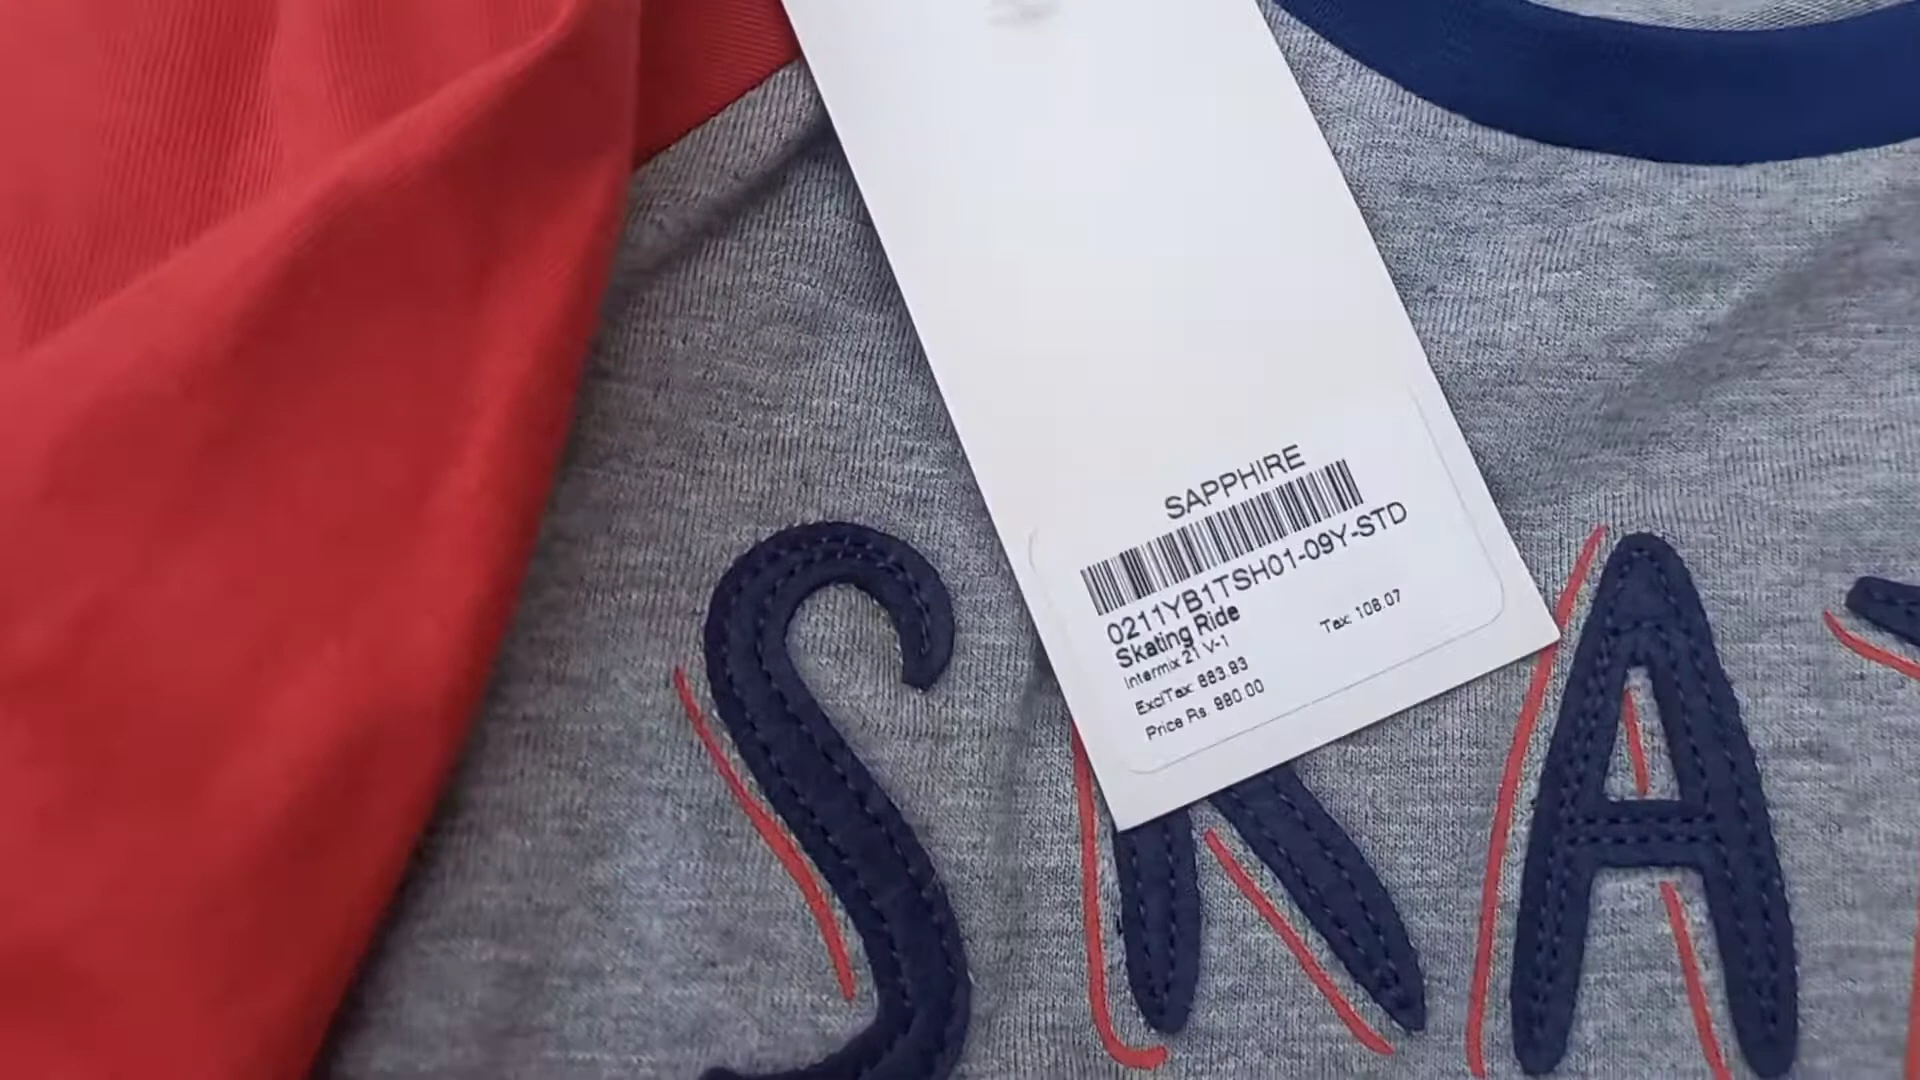 SAPPHIRE
0211YB1TSH01-09Y-STD
Skating Ride
Intermix 21 V-1
Tax: 106.07
ExclTax: 883.93
Price Rs. 990.00
SKA